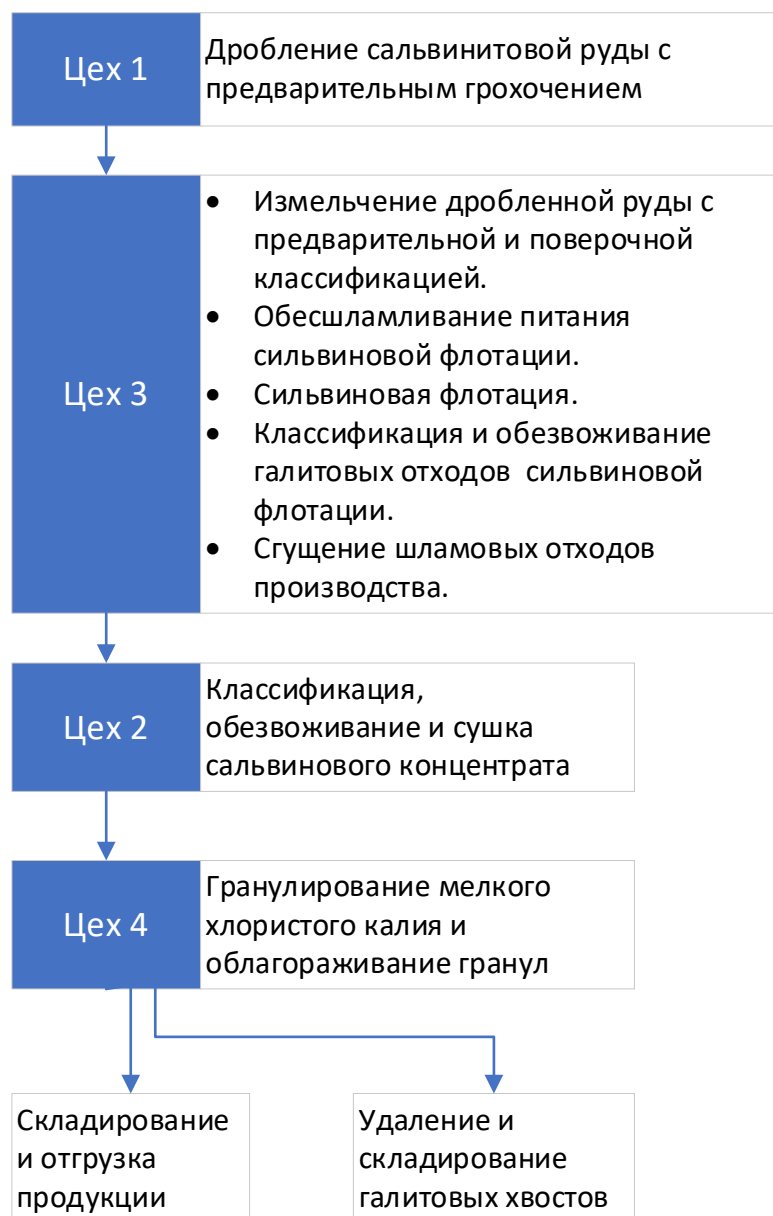 Цех 1
Дробление сальвинитовой руды с
предварительным грохочением
Цех 3
• Измельчение дробленной руды с
предварительной и поверочной
классификацией.
• Обесшламливание питания
сильвиновой флотации.
• Сильвиновая флотация.
• Классификация и обезвоживание
галитовых отходов сильвиновой
флотации.
• Сгущение шламовых отходов
производства.
Цех 2
Классификация,
обезвоживание и сушка
сальвинового концентрата
Цех 4
Гранулирование мелкого
хлористого калия и
облагораживание гранул
Складирование
и отгрузка
продукции
Удаление и
складирование
галитовых хвостов